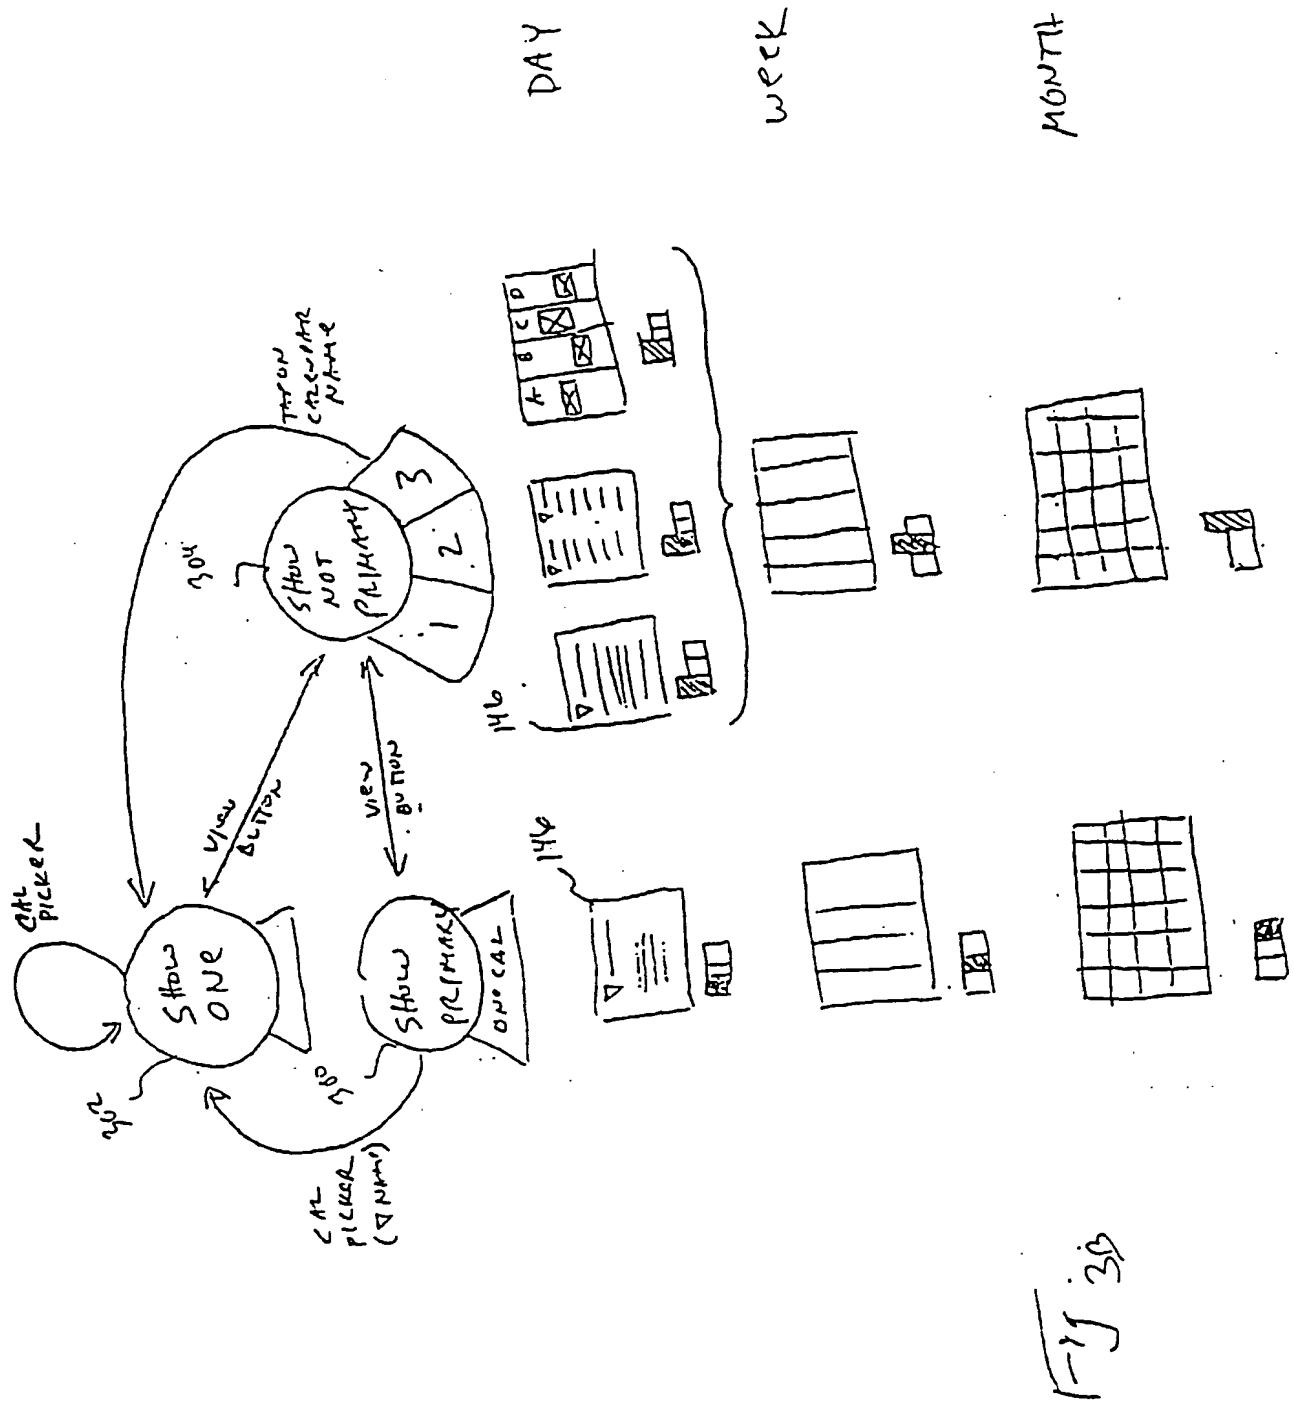 CAL
PICKER
302
SHOW
ONE
VIEW
BUTTON
TAP ON
CALENDAR
NAME
304
SHOW
NOT
PRIMARY
1
2
3
CAL
PICKER
(▽ NAME)
300
SHOW
PRIMARY
ONE CAL
VIEW
BUTTON
146
146
A
B
C
D
DAY
WEEK
MONTH
Fig 3B